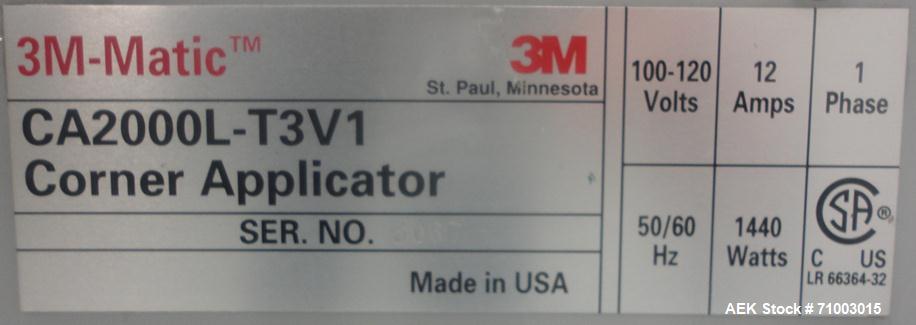 3M-Matic™
3M
St. Paul, Minnesota
CA2000L-T3V1
Corner Applicator
SER. NO.
Made in USA
100-120
Volts
12
Amps
1
Phase
50/60
Hz
1440
Watts
SA®
C US
LR 66364-32
AEK Stock # 71003015